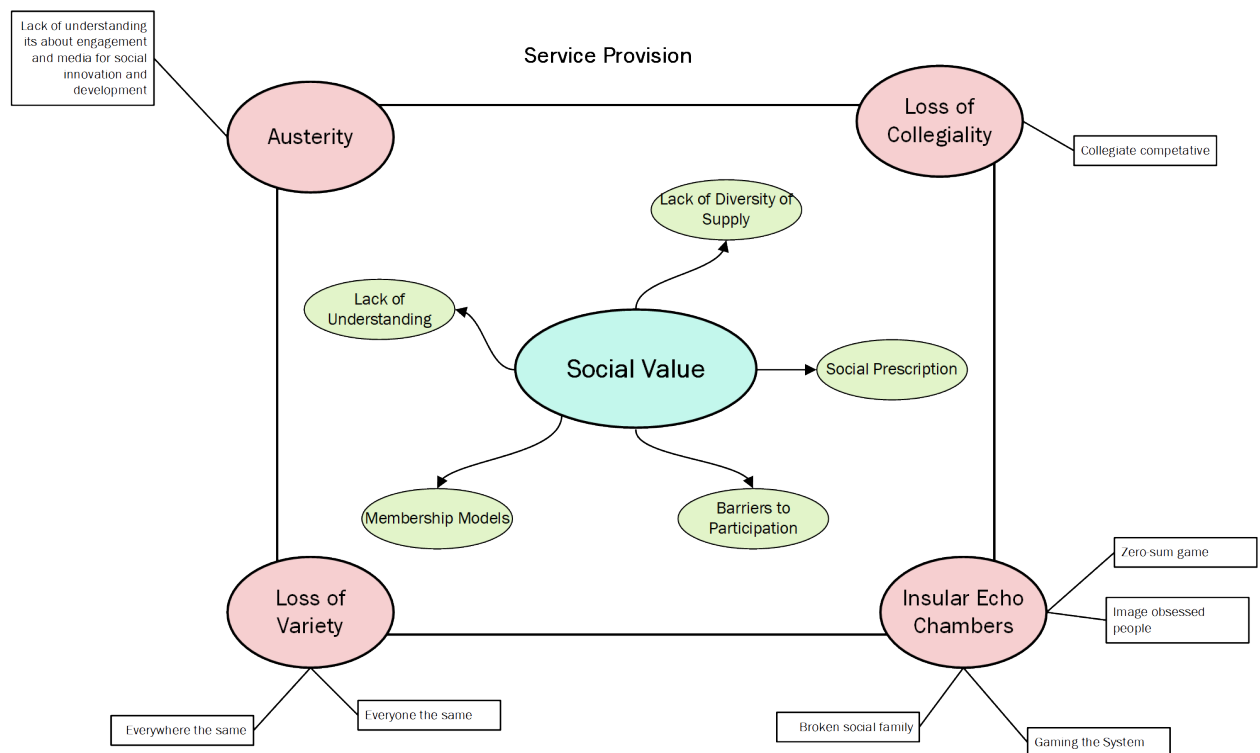 Lack of understanding
its about engagement
and media for social
innovation and
development
Service Provision
Austerity
Loss of
Collegiality
Collegiate competative
Lack of Diversity of
Supply
Lack of
Understanding
Social Value
Social Prescription
Membership Models
Barriers to
Participation
Loss of
Variety
Insular Echo
Chambers
Zero-sum game
Image obsessed
people
Everywhere the same
Everyone the same
Broken social family
Gaming the System